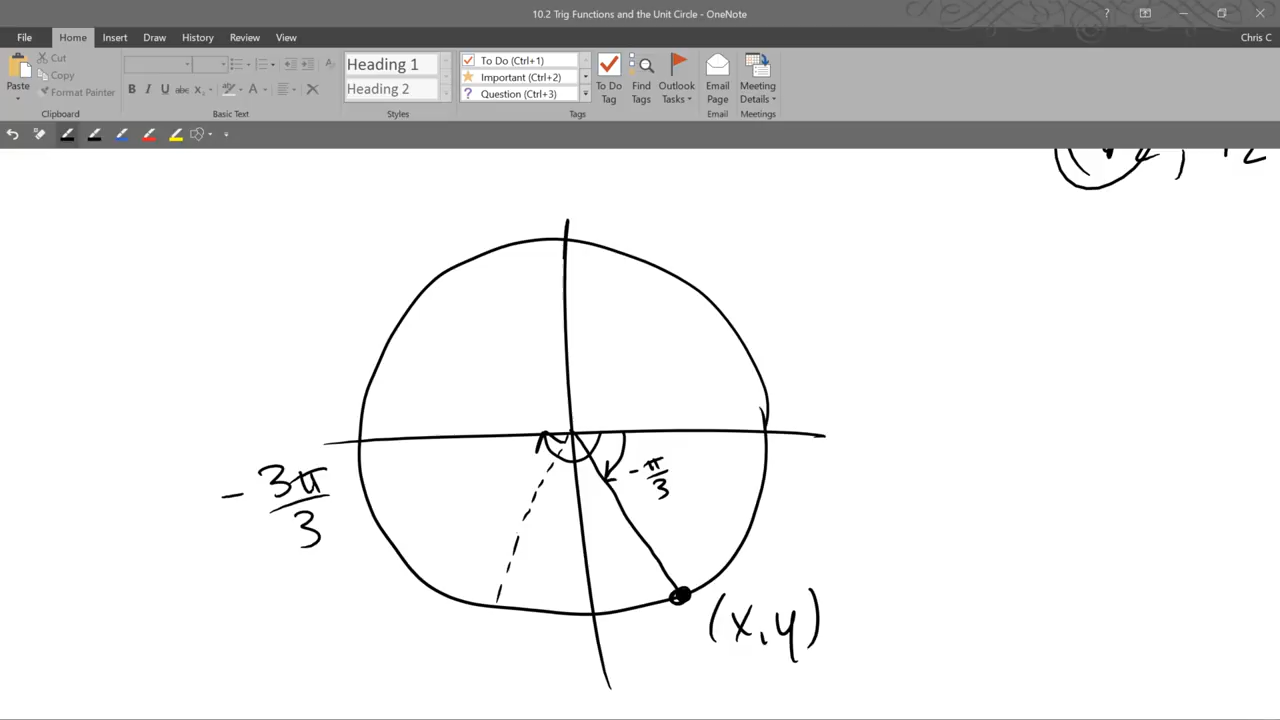 10.2 Trig Functions and the Unit Circle - OneNote
File Home Insert Draw History Review View
Chris C
Paste
Cut
Copy
Format Painter
Clipboard
B I U abc x₂ A
Basic Text
Heading 1
Heading 2
Styles
To Do (Ctrl+1)
Important (Ctrl+2)
Question (Ctrl+3)
To Do Tag
Find Tags
Outlook Tasks
Tags
Email Page
Email
Meeting Details
Meetings
- 3π/3
- π/3
(x, y)